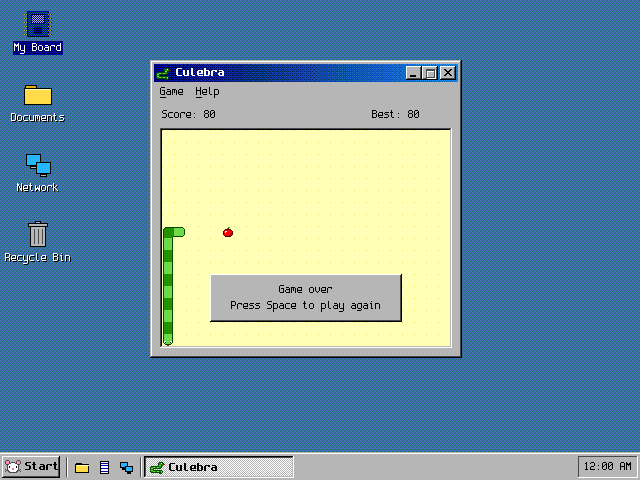 My Board
Documents
Network
Recycle Bin
Culebra
Game Help
Score: 80 Best: 80
Game over
Press Space to play again
Start Culebra 12:00 AM